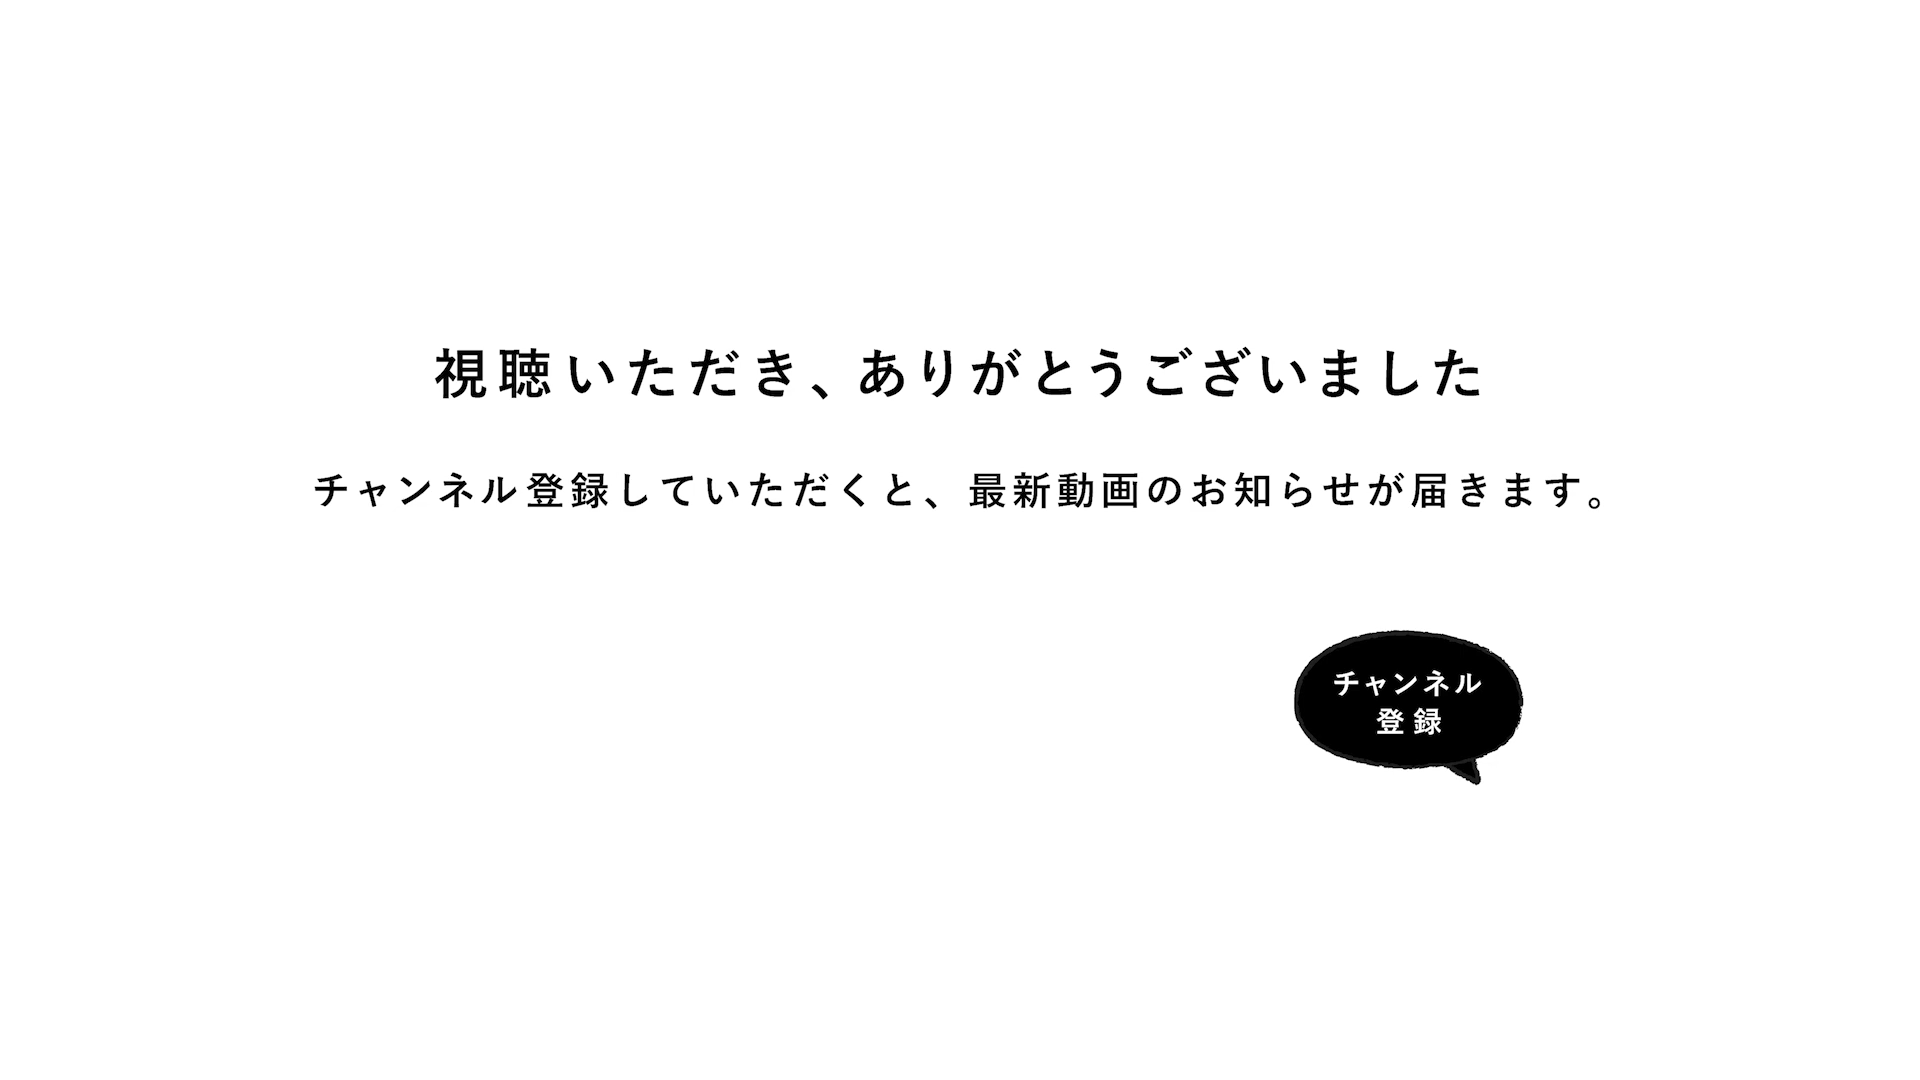 視聴いただき、ありがとうございました
チャンネル登録していただくと、最新動画のお知らせが届きます。
チャンネル
登録